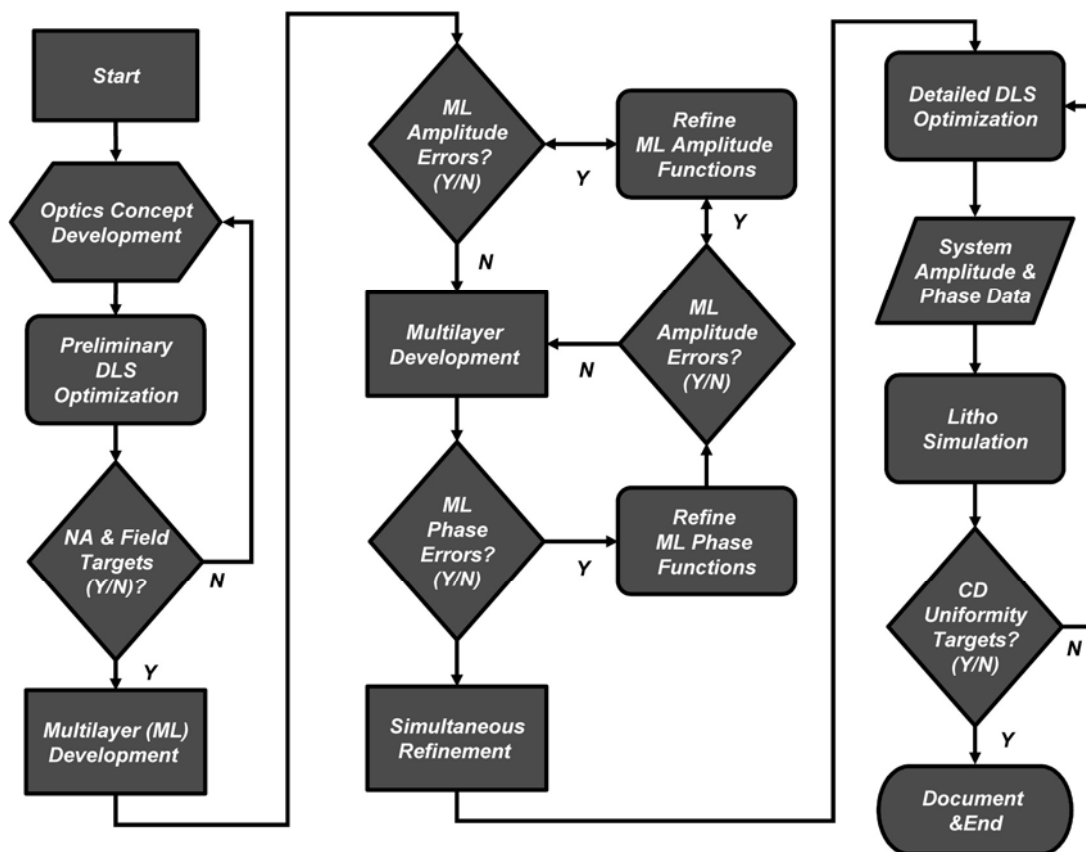 Start
Optics Concept
Development
Preliminary
DLS
Optimization
NA & Field
Targets
(Y/N)?
N
Y
Multilayer (ML)
Development
ML
Amplitude
Errors?
(Y/N)
Y
N
Refine
ML Amplitude
Functions
Y
Multilayer
Development
N
ML
Amplitude
Errors?
(Y/N)
ML
Phase
Errors?
(Y/N)
Y
Refine
ML Phase
Functions
Simultaneous
Refinement
Detailed DLS
Optimization
System
Amplitude &
Phase Data
Litho
Simulation
CD
Uniformity
Targets?
(Y/N)
N
Y
Document
&End